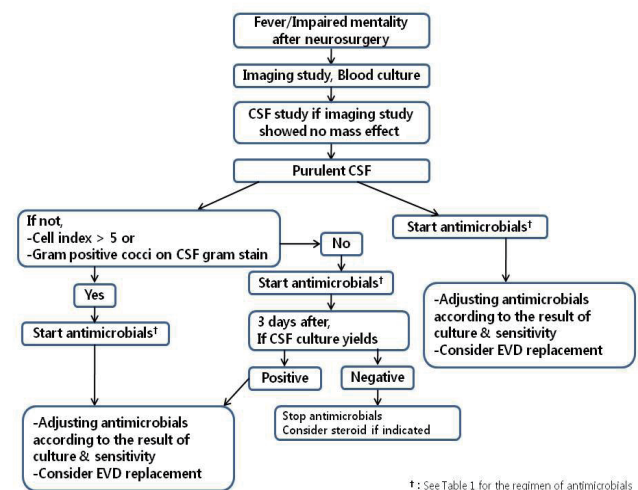 Fever/Impaired mentality
after neurosurgery
Imaging study, Blood culture
CSF study if imaging study
showed no mass effect
Purulent CSF
If not,
-Cell index > 5 or
-Gram positive cocci on CSF gram stain
No
Start antimicrobials†
Yes
Start antimicrobials†
Start antimicrobials†
3 days after,
If CSF culture yields
Positive
Negative
-Adjusting antimicrobials
according to the result of
culture & sensitivity
-Consider EVD replacement
Stop antimicrobials
Consider steroid if indicated
-Adjusting antimicrobials
according to the result of
culture & sensitivity
-Consider EVD replacement
† : See Table 1 for the regimen of antimicrobials